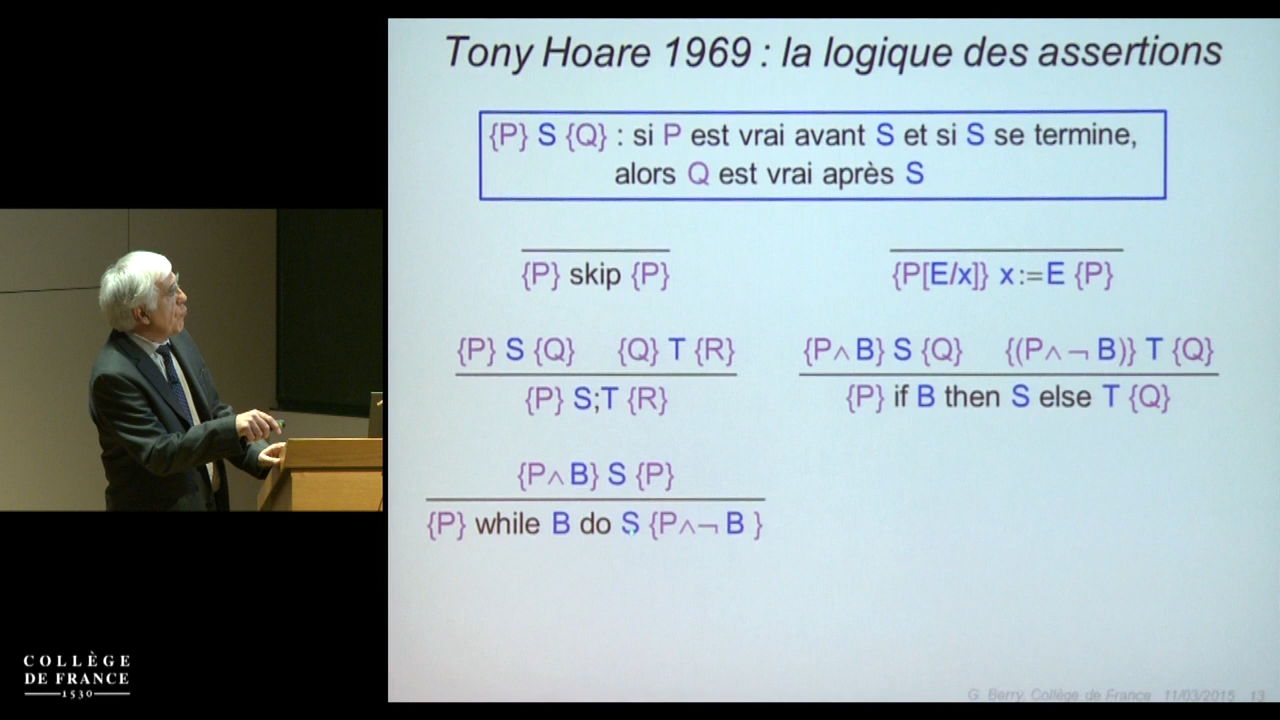 Tony Hoare 1969 : la logique des assertions
{P} S {Q} : si P est vrai avant S et si S se termine,
alors Q est vrai après S
{P} skip {P}
{P[E/x]} x:=E {P}
{P} S {Q} {Q} T {R}
{P} S;T {R}
{P∧B} S {Q} {(P∧¬ B)} T {Q}
{P} if B then S else T {Q}
{P∧B} S {P}
{P} while B do S {P∧¬ B }
COLLÈGE
DE FRANCE
1530
G. Berry, Collège de France 11/03/2015 13